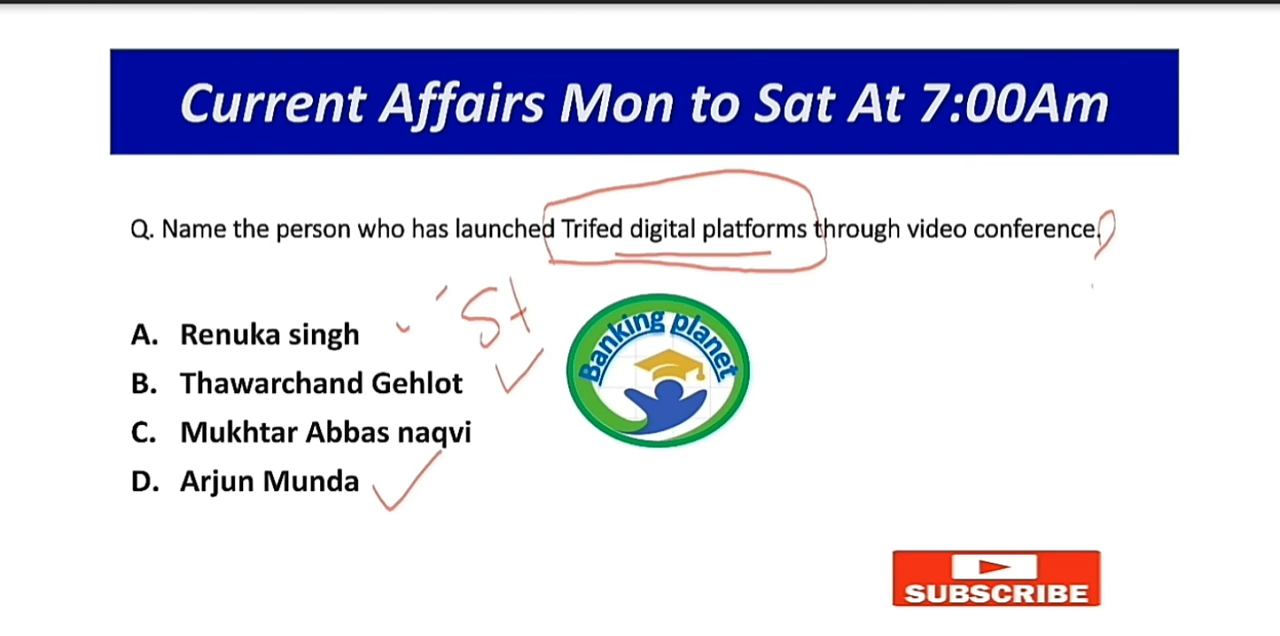 Current Affairs Mon to Sat At 7:00Am
Q. Name the person who has launched Trifed digital platforms through video conference.?
A. Renuka singh
St
B. Thawarchand Gehlot
C. Mukhtar Abbas naqvi
D. Arjun Munda
Banking planet
SUBSCRIBE